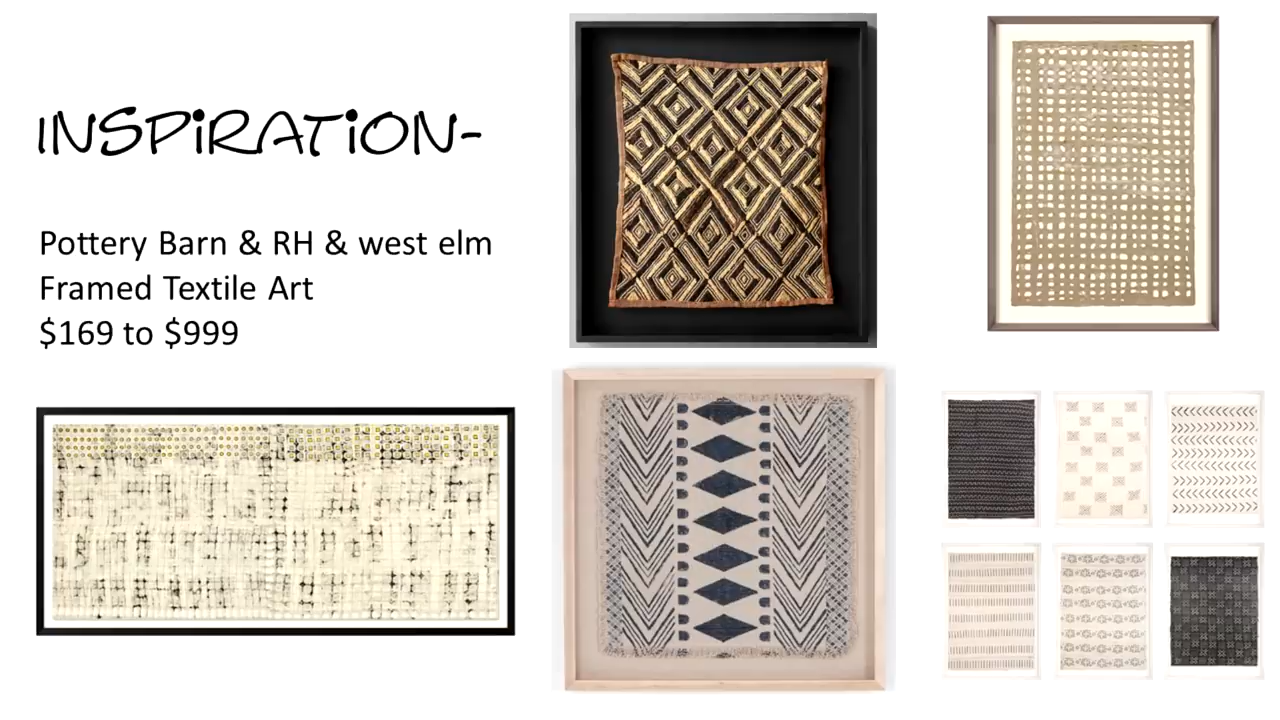 INSPIRATION-
Pottery Barn & RH & west elm
Framed Textile Art
$169 to $999